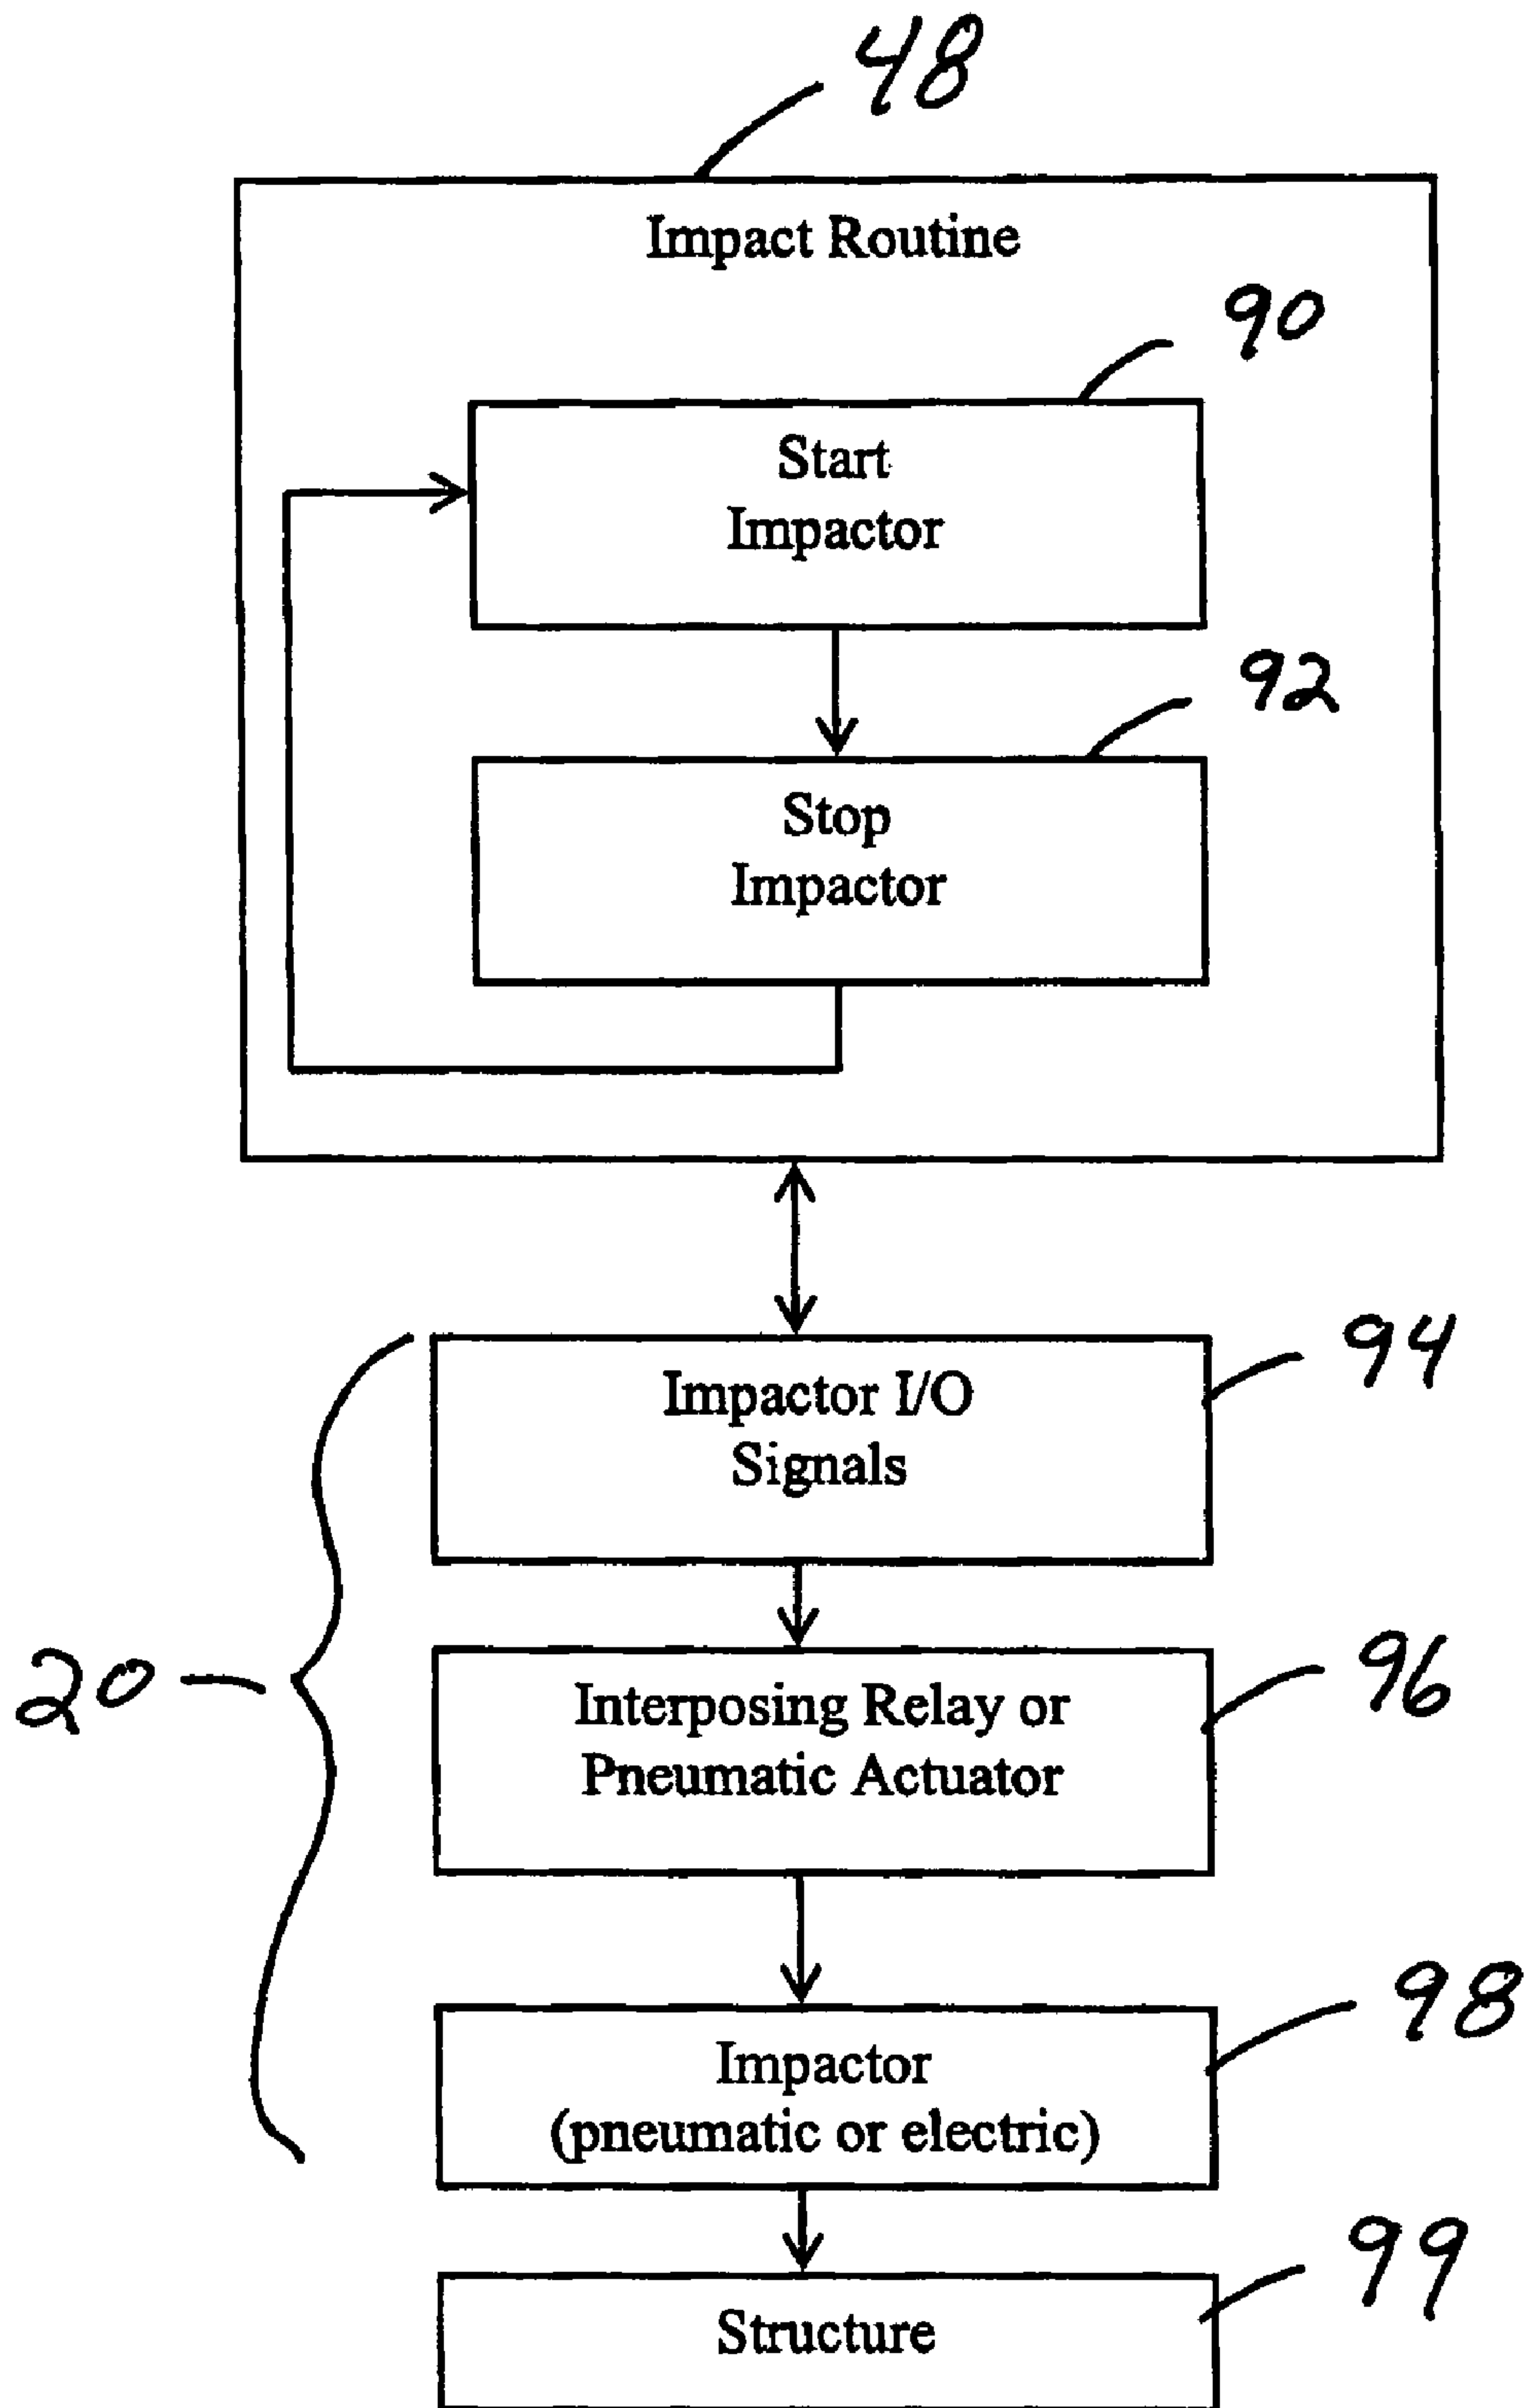 48
Impact Routine
90
Start
Impactor
92
Stop
Impactor
94
Impactor I/O
Signals
20
96
Interposing Relay or
Pneumatic Actuator
98
Impactor
(pneumatic or electric)
99
Structure